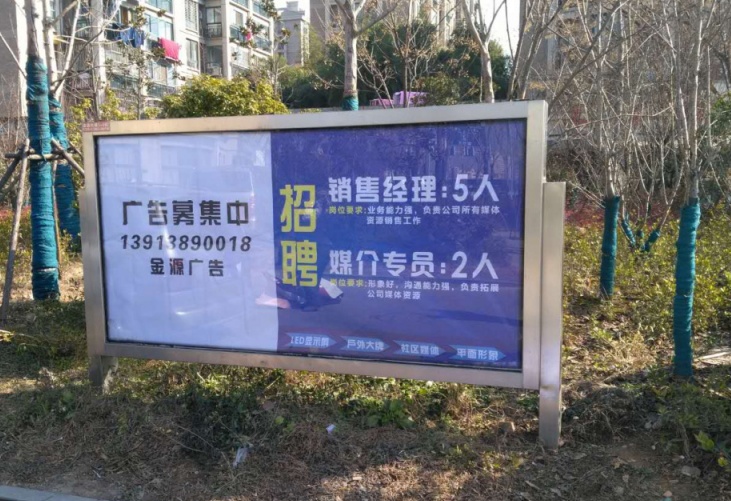 广告募集中
13913890018
金源广告
招聘
销售经理:5人
岗位要求:业务能力强、负责公司所有媒体
资源销售工作
媒介专员:2人
岗位要求:形象好、沟通能力强、负责拓展
公司媒体资源
LED显示屏
户外大牌
社区媒体
平面形象